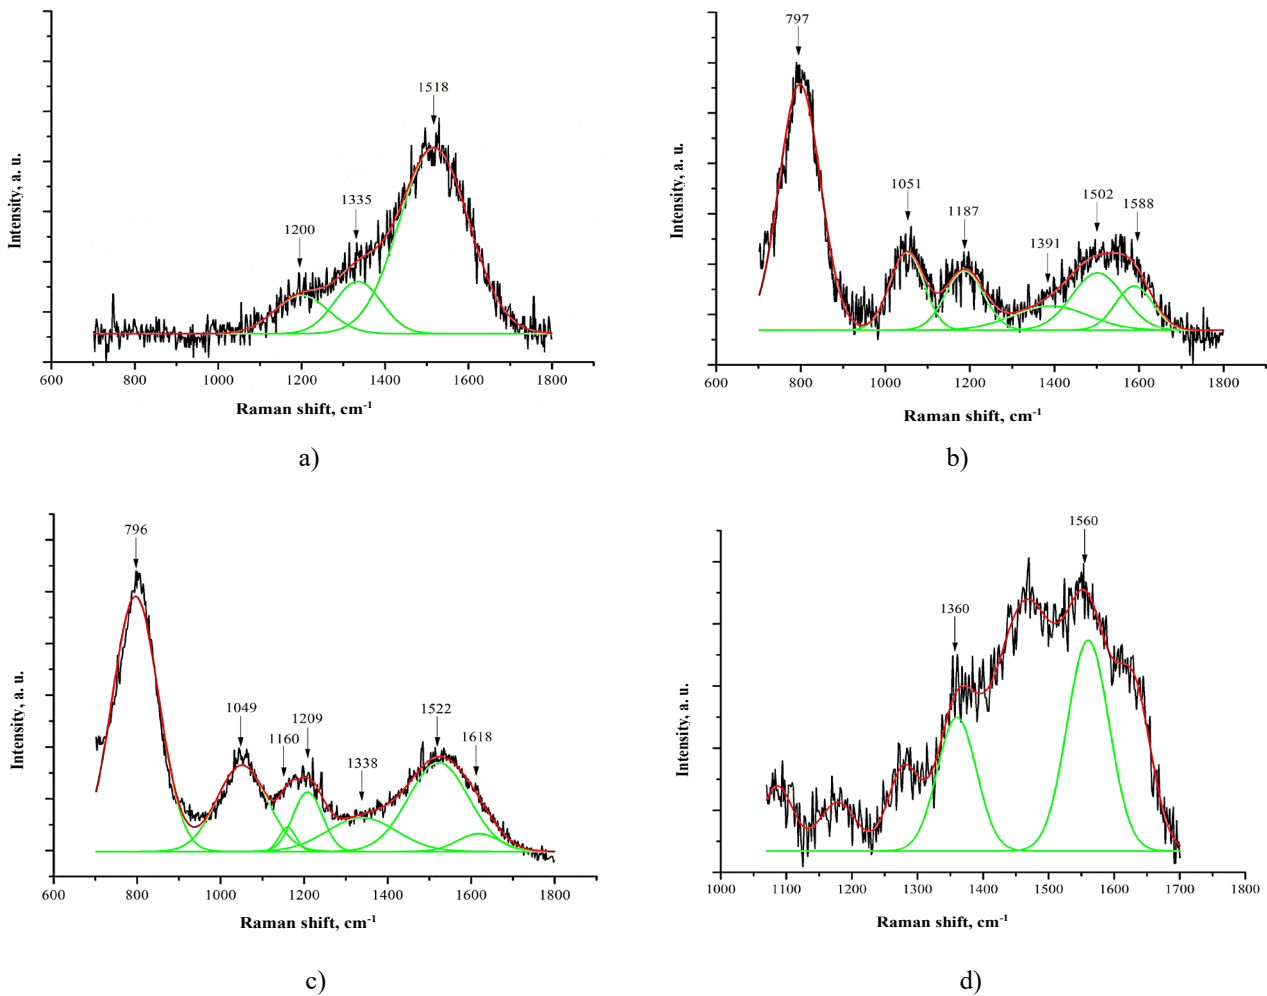 1518
1335
1200
Intensity, a. u.
600 800 1000 1200 1400 1600 1800
Raman shift, cm-1
a)
797
1051
1187
1391
1502
1588
Intensity, a. u.
600 800 1000 1200 1400 1600 1800
Raman shift, cm-1
b)
796
1049
1160
1209
1338
1522
1618
Intensity, a. u.
600 800 1000 1200 1400 1600 1800
Raman shift, cm-1
c)
1560
1360
Intensity, a. u.
1000 1100 1200 1300 1400 1500 1600 1700 1800
Raman shift, cm-1
d)